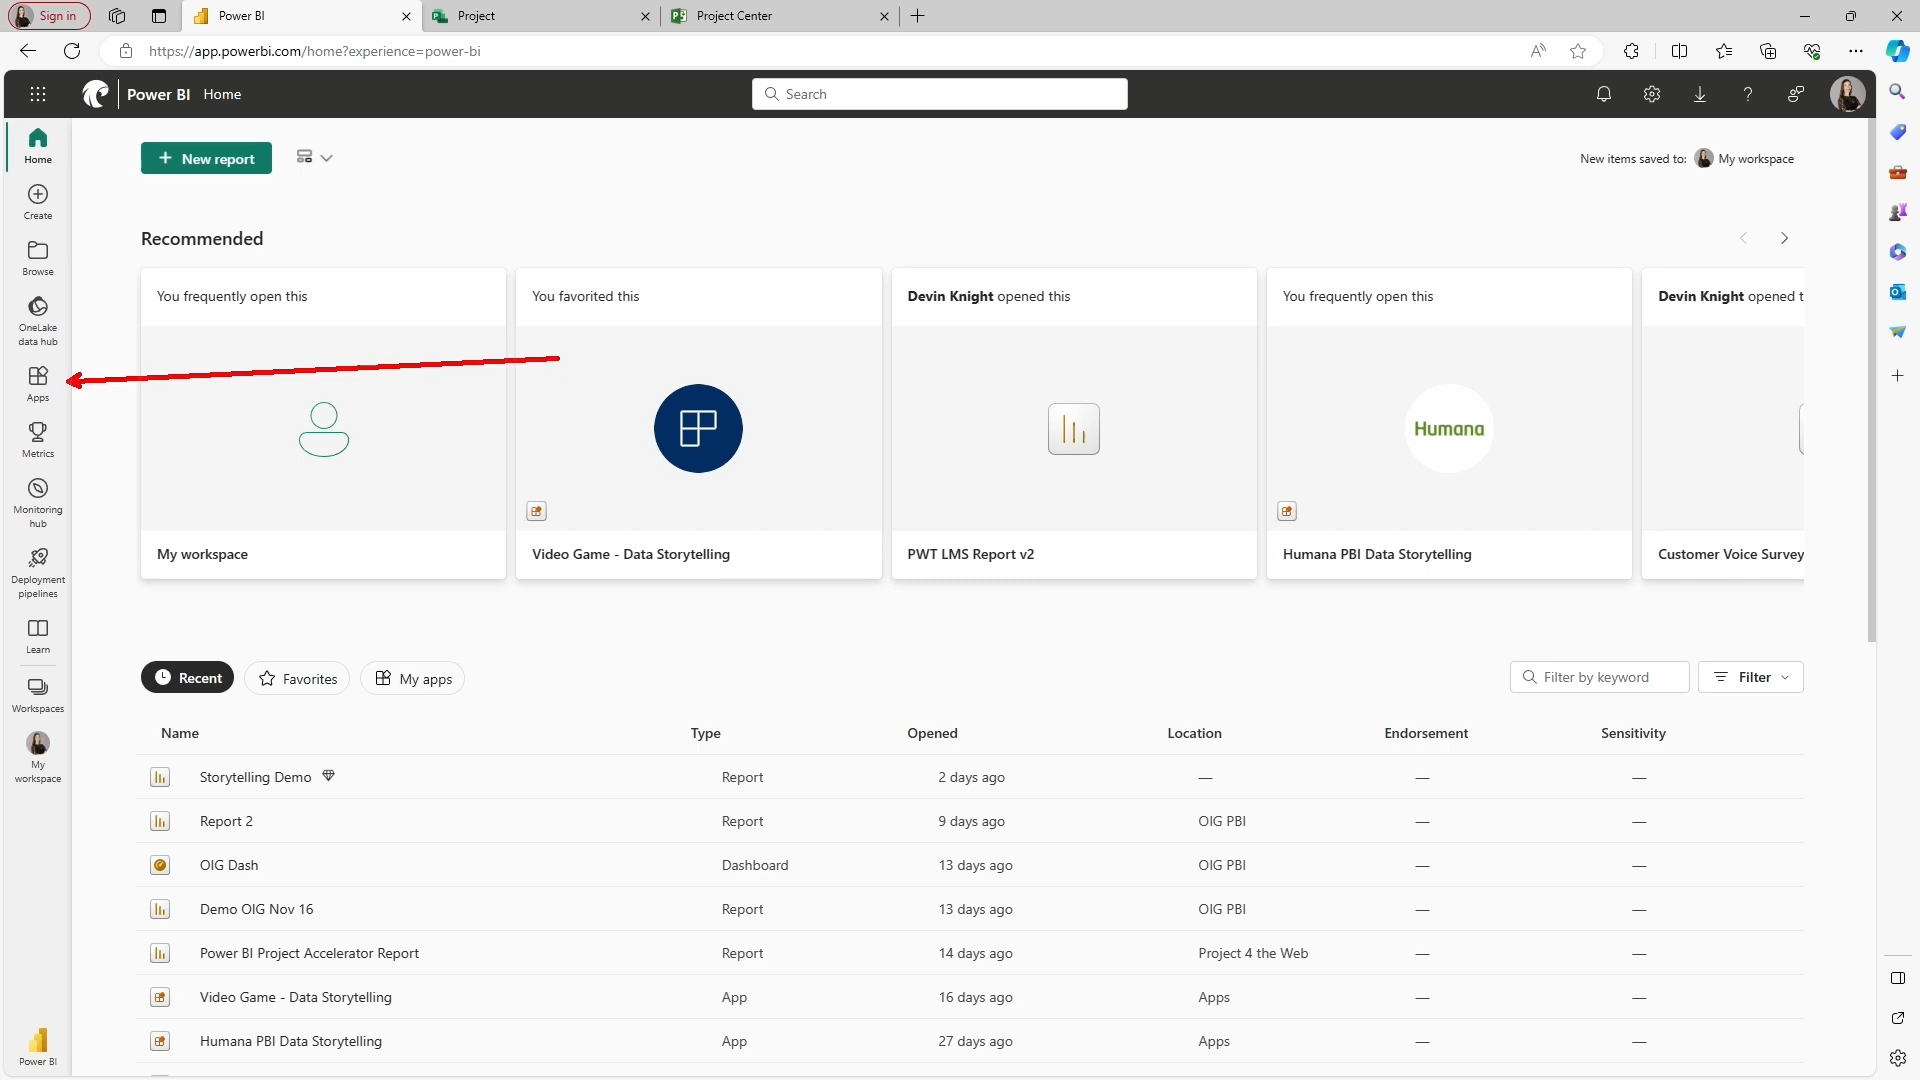 Sign in
Power BI
Project
Project Center
https://app.powerbi.com/home?experience=power-bi
Power BI Home
Search
Home
Create
Browse
OneLake
data hub
Apps
Metrics
Monitoring
hub
Deployment
pipelines
Learn
Workspaces
My
workspace
Power BI
New report
New items saved to: My workspace
Recommended
You frequently open this
My workspace
You favorited this
Video Game - Data Storytelling
Devin Knight opened this
PWT LMS Report v2
You frequently open this
Humana
Humana PBI Data Storytelling
Devin Knight opened t
Customer Voice Survey
Recent
Favorites
My apps
Filter by keyword
Filter
Name Type Opened Location Endorsement Sensitivity
Storytelling Demo Report 2 days ago — — —
Report 2 Report 9 days ago OIG PBI — —
OIG Dash Dashboard 13 days ago OIG PBI — —
Demo OIG Nov 16 Report 13 days ago OIG PBI — —
Power BI Project Accelerator Report Report 14 days ago Project 4 the Web — —
Video Game - Data Storytelling App 16 days ago Apps — —
Humana PBI Data Storytelling App 27 days ago Apps — —